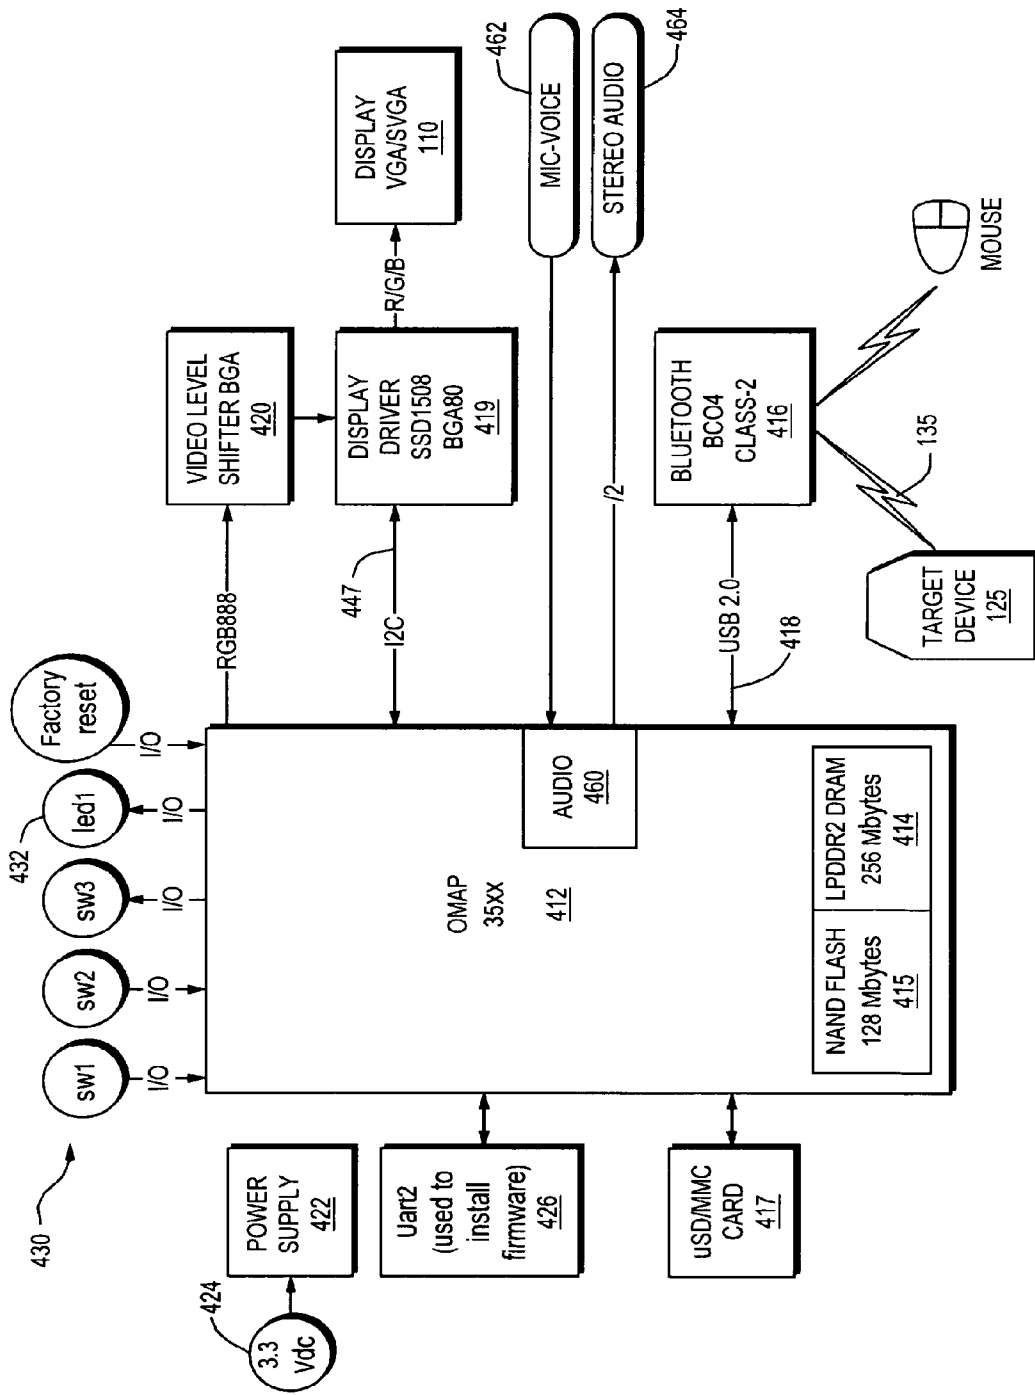 430
sw1
sw2
sw3
led1
432
Factory
reset
I/O
I/O
I/O
I/O
I/O
424
3.3
Vdc
POWER
SUPPLY
422
Uart2
(used to
install
firmware)
426
uSD/MMC
CARD
417
OMAP
35XX
412
AUDIO
460
NAND FLASH
128 Mbytes
415
LPDDR2 DRAM
256 Mbytes
414
RGB888
VIDEO LEVEL
SHIFTER BGA
420
I2C
447
DISPLAY
DRIVER
SSD1508
BGA80
419
R/G/B
DISPLAY
VGA/SVGA
110
MIC-VOICE
462
/2
STEREO AUDIO
464
USB 2.0
418
BLUETOOTH
BCO4
CLASS-2
416
135
TARGET
DEVICE
125
MOUSE